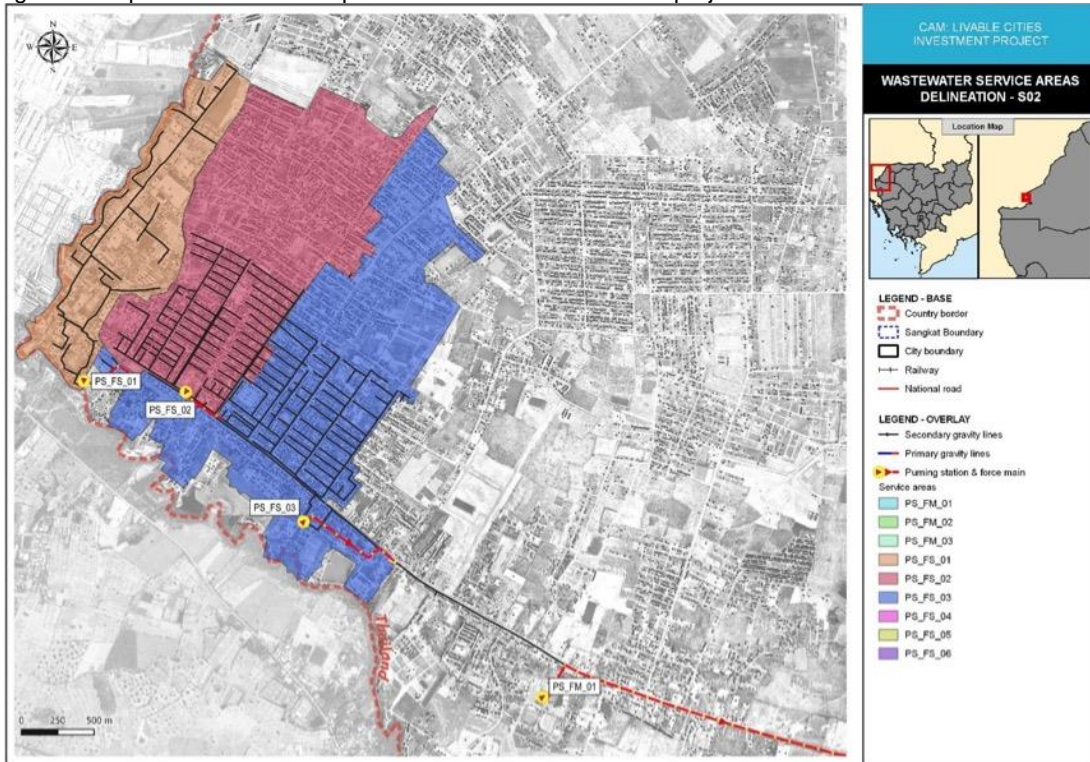 CAM: LIVABLE CITIES
INVESTMENT PROJECT
WASTEWATER SERVICE AREAS
DELINEATION - S02
Location Map
LEGEND - BASE
Country border
Sangkat Boundary
City boundary
Railway
National road
LEGEND - OVERLAY
Secondary gravity lines
Primary gravity lines
Puming station & force main
Service areas
PS_FM_01
PS_FM_02
PS_FM_03
PS_FS_01
PS_FS_02
PS_FS_03
PS_FS_04
PS_FS_05
PS_FS_06
N
W
E
S
PS_FS_01
PS_FS_02
PS_FS_03
PS_FM_01
Thailand
0 250 500 m